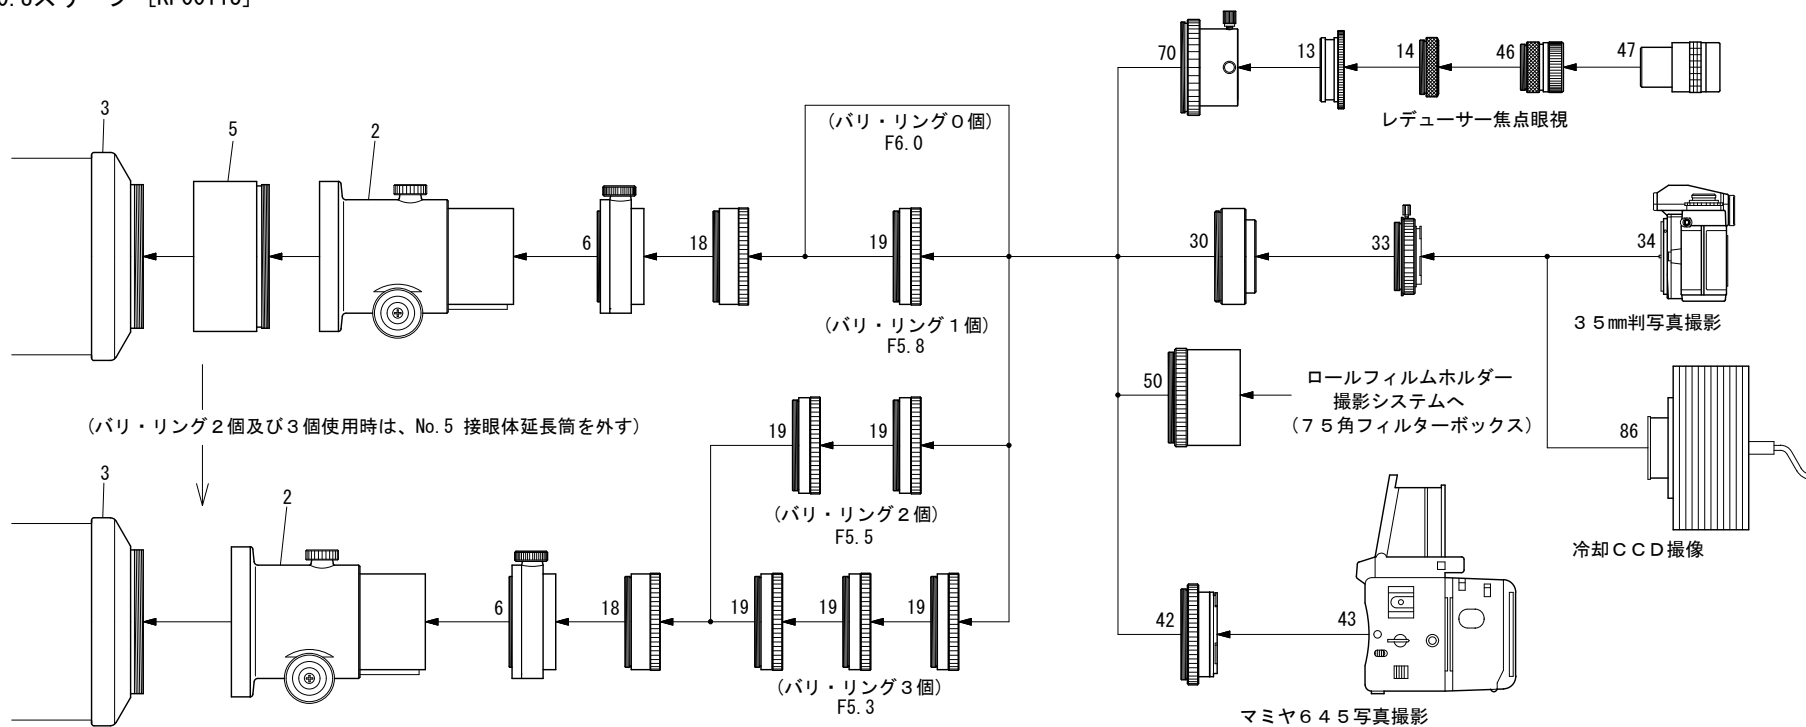 70
13
14
46
47
レデューサー焦点眼視
3
5
2
(バリ・リング０個)
F6.0
6
18
19
30
33
34
(バリ・リング１個)
F5.8
３５㎜判写真撮影
50
ロールフィルムホルダー
撮影システムへ
(７５角フィルターボックス)
(バリ・リング２個及び３個使用時は、No.5 接眼体延長筒を外す)
19
19
86
3
2
(バリ・リング２個)
F5.5
冷却ＣＣＤ撮像
6
18
19
19
19
42
43
(バリ・リング３個)
F5.3
マミヤ６４５写真撮影